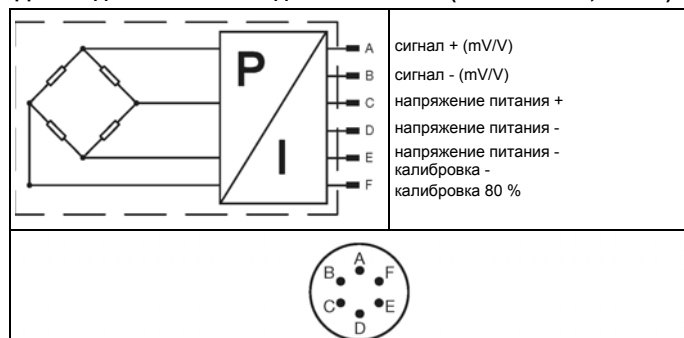 P
I
A сигнал + (mV/V)
B сигнал - (mV/V)
C напряжение питания +
D напряжение питания -
E напряжение питания -
калибровка -
F калибровка 80 %
A
B F
C E
D